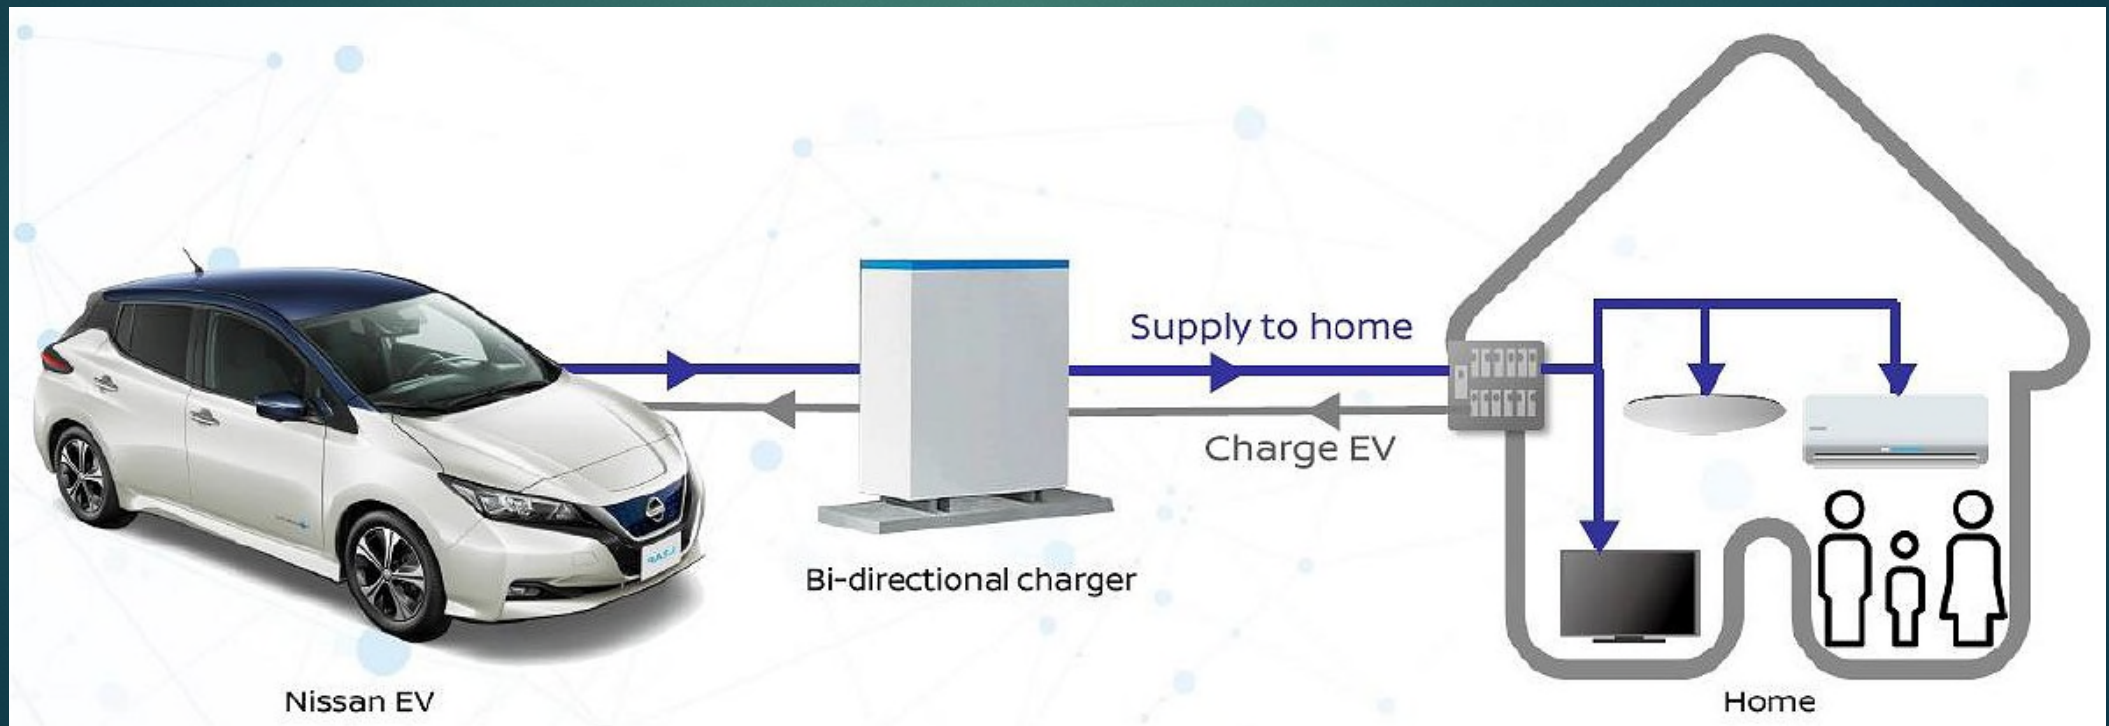 Supply to home
Charge EV
Bi-directional charger
Nissan EV
Home